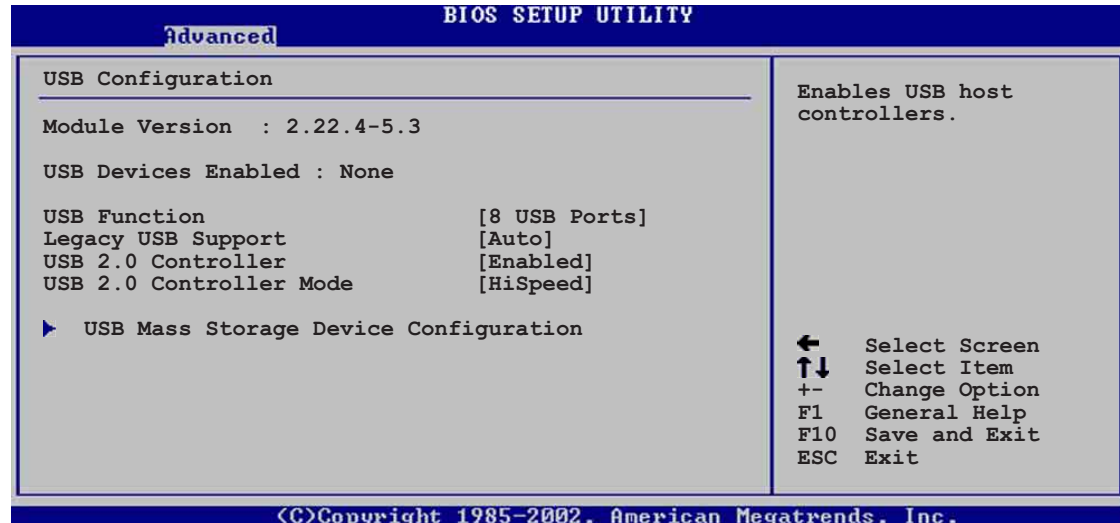 BIOS SETUP UTILITY
Advanced
USB Configuration
Module Version : 2.22.4-5.3
USB Devices Enabled : None
USB Function [8 USB Ports]
Legacy USB Support [Auto]
USB 2.0 Controller [Enabled]
USB 2.0 Controller Mode [HiSpeed]
USB Mass Storage Device Configuration
Enables USB host
controllers.
← Select Screen
↑↓ Select Item
+- Change Option
F1 General Help
F10 Save and Exit
ESC Exit
(C)Copyright 1985-2002, American Megatrends, Inc.